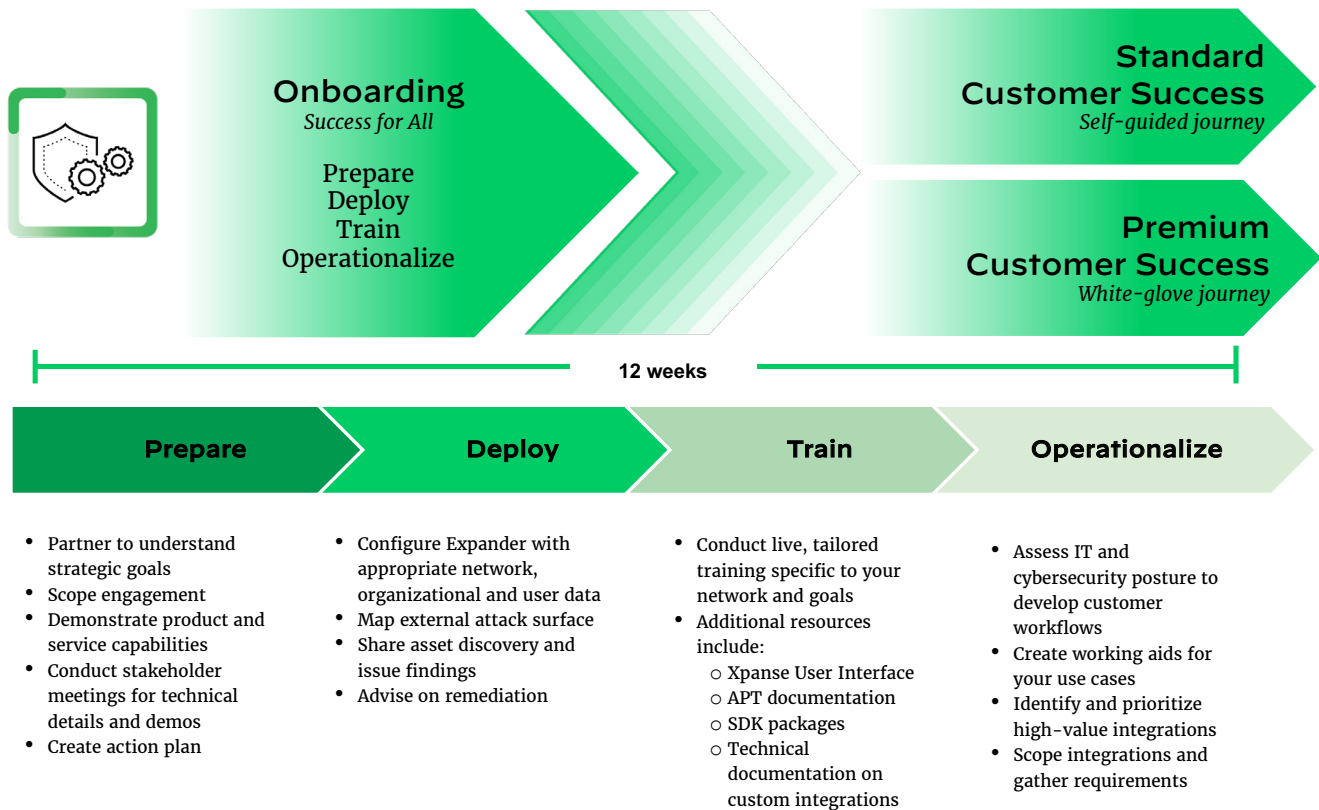 Onboarding
Success for All
Prepare
Deploy
Train
Operationalize
Standard
Customer Success
Self-guided journey
Premium
Customer Success
White-glove journey
12 weeks
Prepare
Deploy
Train
Operationalize
• Partner to understand
strategic goals
• Scope engagement
• Demonstrate product and
service capabilities
• Conduct stakeholder
meetings for technical
details and demos
• Create action plan
• Configure Expander with
appropriate network,
organizational and user data
• Map external attack surface
• Share asset discovery and
issue findings
• Advise on remediation
• Conduct live, tailored
training specific to your
network and goals
• Additional resources
include:
○ Xpanse User Interface
○ APT documentation
○ SDK packages
○ Technical
documentation on
custom integrations
• Assess IT and
cybersecurity posture to
develop customer
workflows
• Create working aids for
your use cases
• Identify and prioritize
high-value integrations
• Scope integrations and
gather requirements